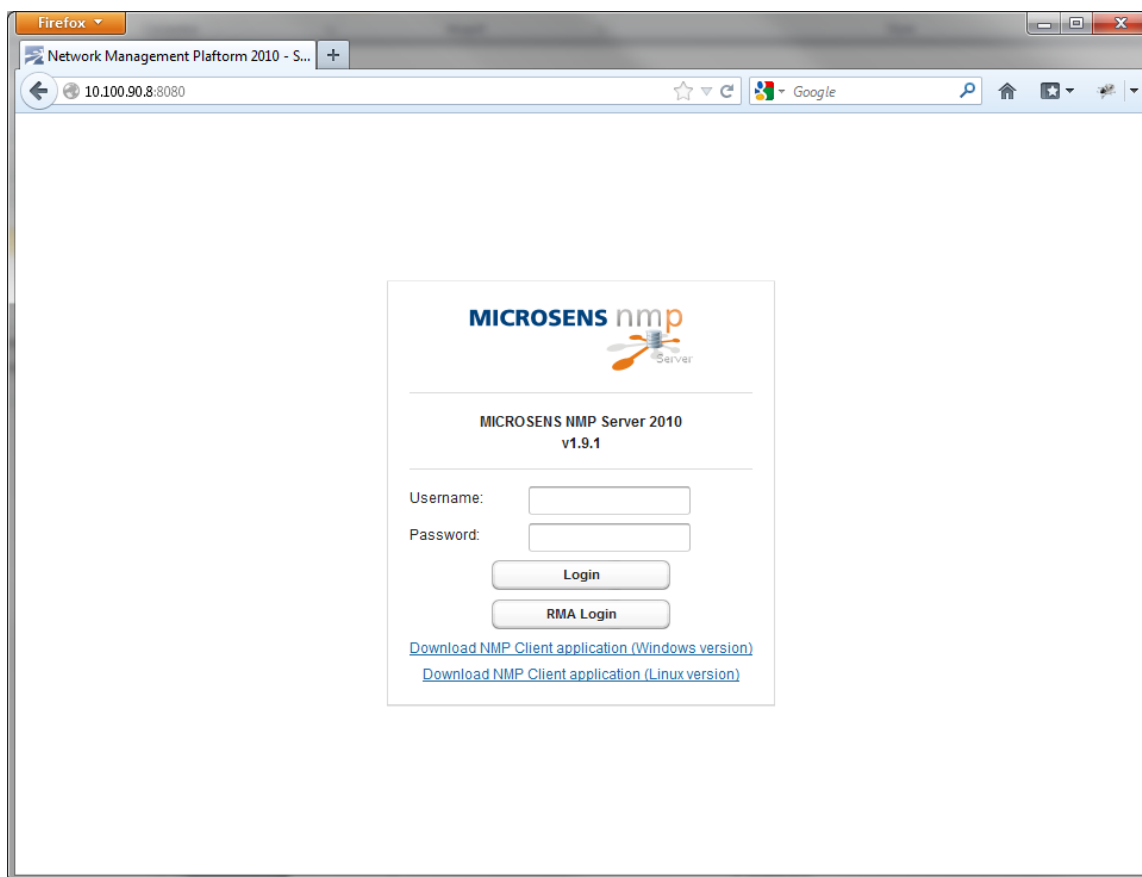 Firefox
Network Management Plaftorm 2010 - S...
10.100.90.8:8080
Google
MICROSENS nmp
Server
MICROSENS NMP Server 2010
v1.9.1
Username:
Password:
Login
RMA Login
Download NMP Client application (Windows version)
Download NMP Client application (Linux version)